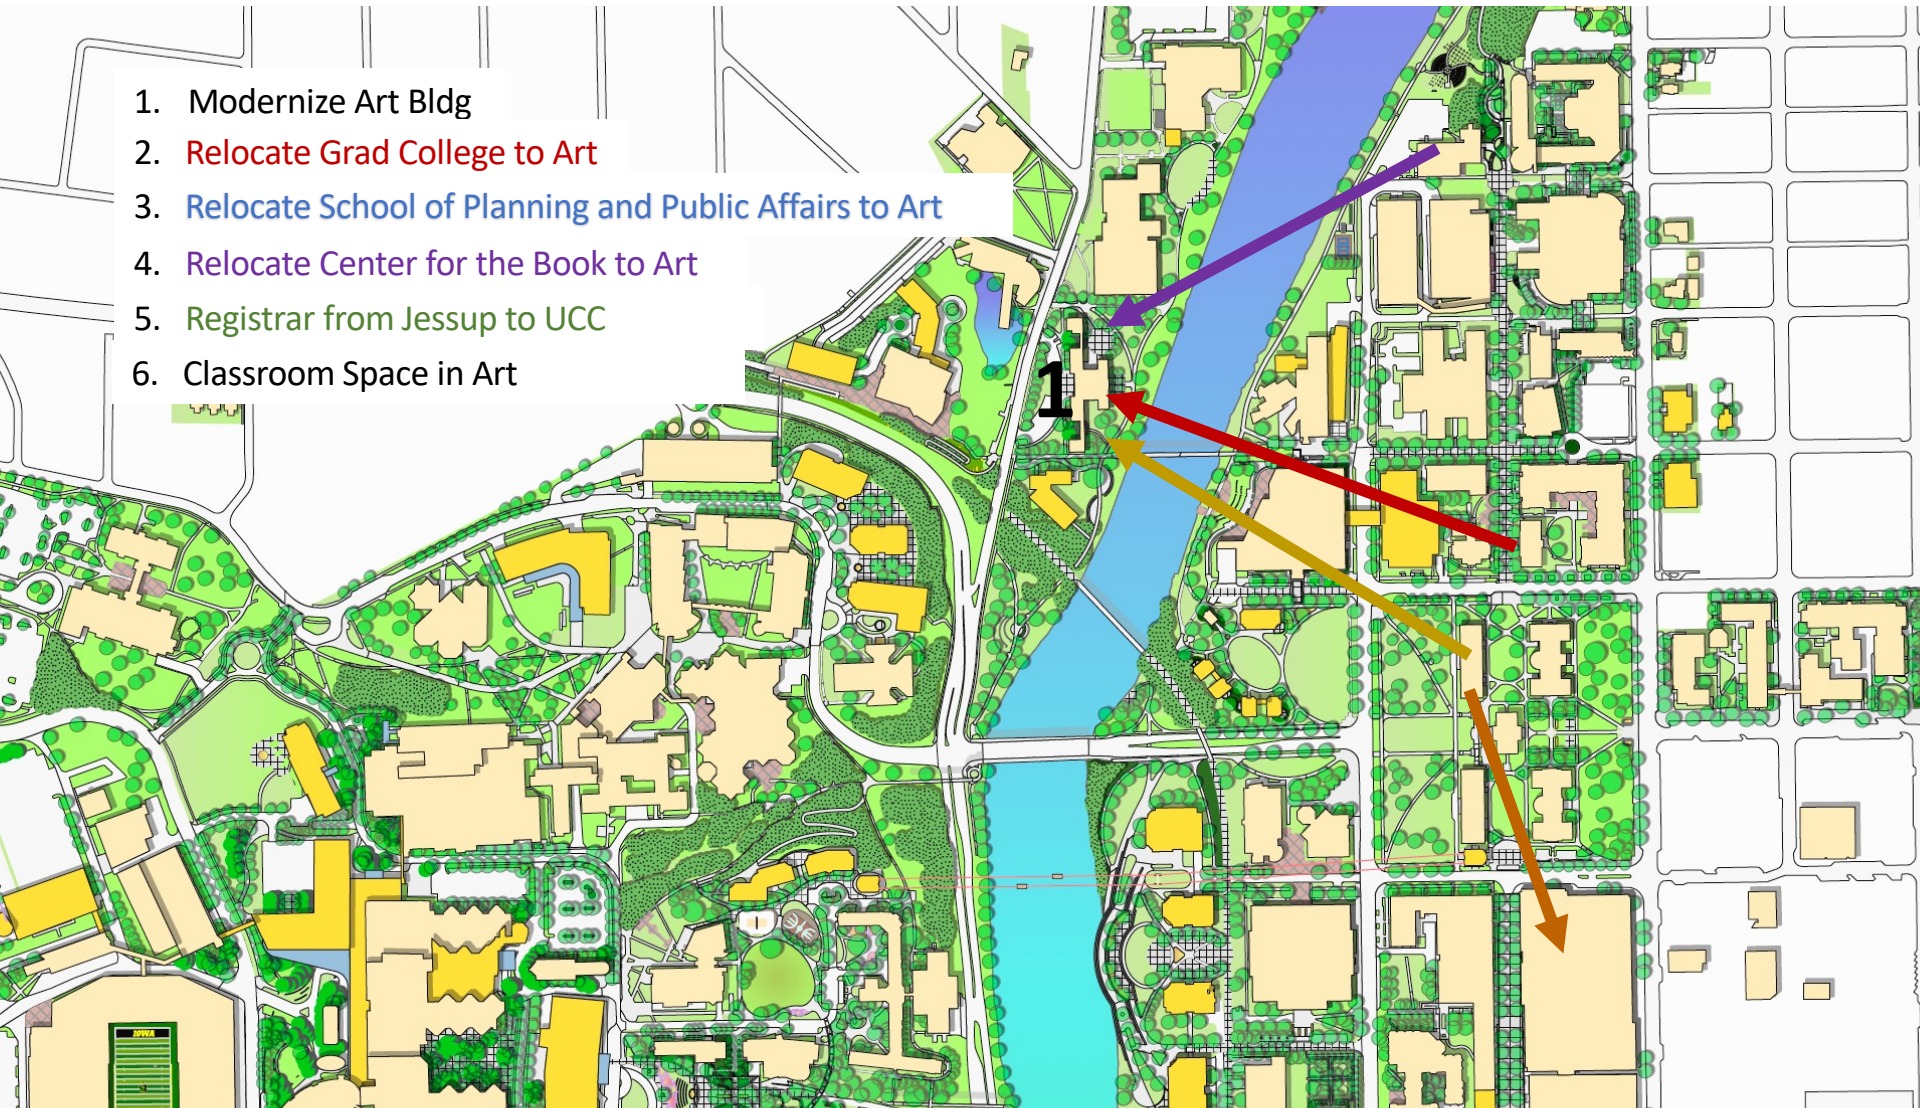 1. Modernize Art Bldg
2. Relocate Grad College to Art
3. Relocate School of Planning and Public Affairs to Art
4. Relocate Center for the Book to Art
5. Registrar from Jessup to UCC
6. Classroom Space in Art
1
IOWA